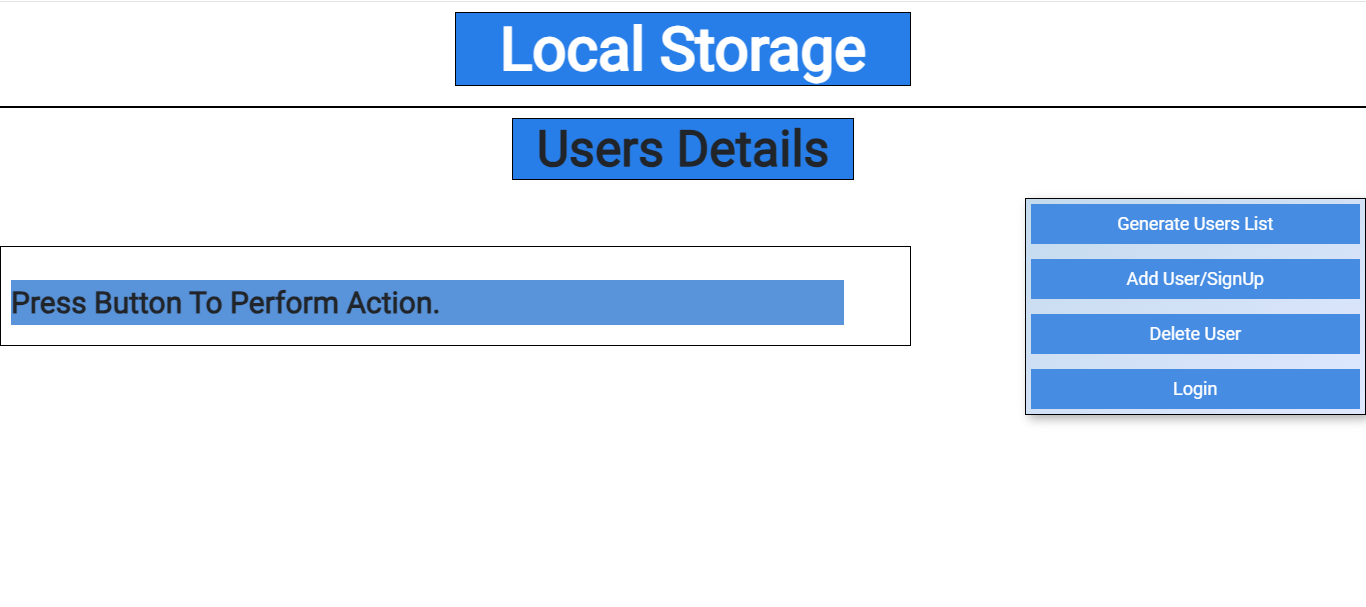 Local Storage
Users Details
Generate Users List
Press Button To Perform Action.
Add User/SignUp
Delete User
Login